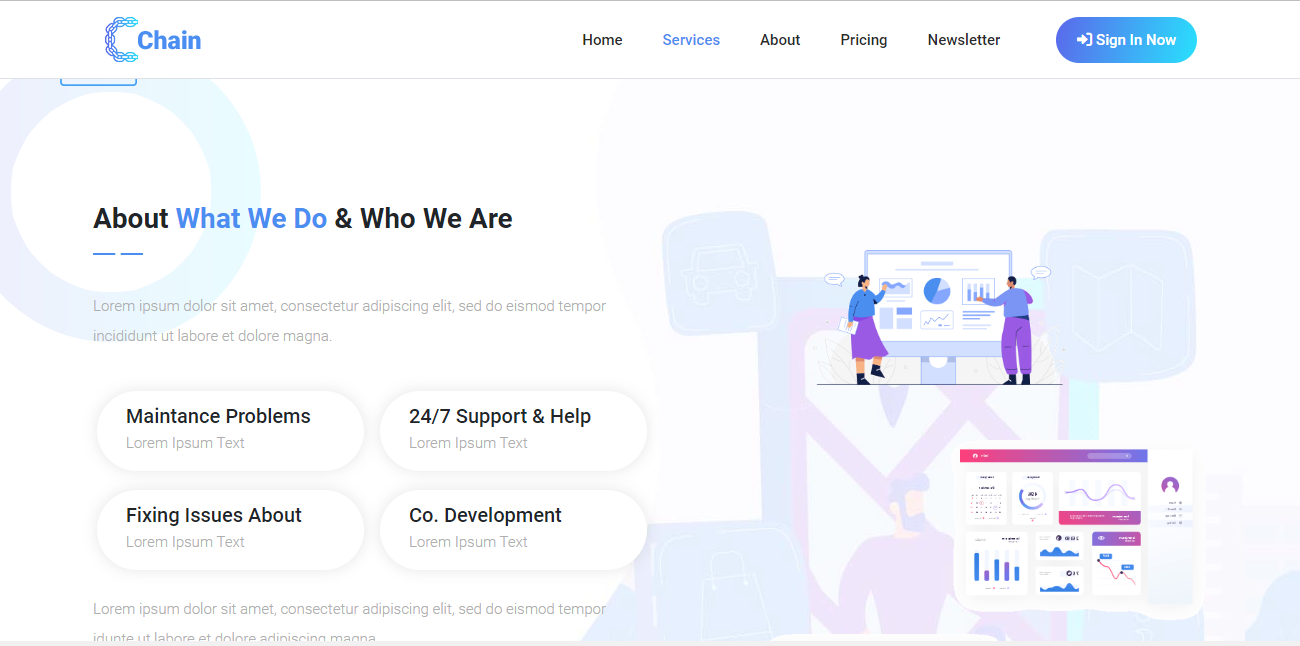 Chain
Home
Services
About
Pricing
Newsletter
Sign In Now
About What We Do & Who We Are
Lorem ipsum dolor sit amet, consectetur adipiscing elit, sed do eismod tempor
incididunt ut labore et dolore magna.
Maintance Problems
Lorem Ipsum Text
24/7 Support & Help
Lorem Ipsum Text
Fixing Issues About
Lorem Ipsum Text
Co. Development
Lorem Ipsum Text
Lorem ipsum dolor sit amet, consectetur adipiscing elit, sed do eismod tempor
idunte ut labore et dolore adipiscing magna.